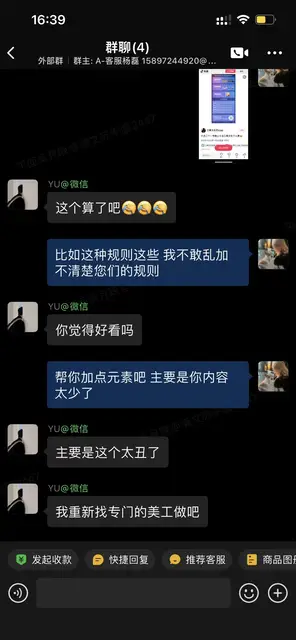 16:39
群聊(4)
外部群 | 群主: A-客服杨磊 15897244920@...
YU@微信
这个算了吧
比如这种规则这些 我不敢乱加
不清楚您们的规则
YU@微信
你觉得好看吗
帮你加点元素吧 主要是你内容
太少了
YU@微信
主要是这个太丑了
YU@微信
我重新找专门的美工做吧
发起收款
快捷回复
推荐客服
商品图册